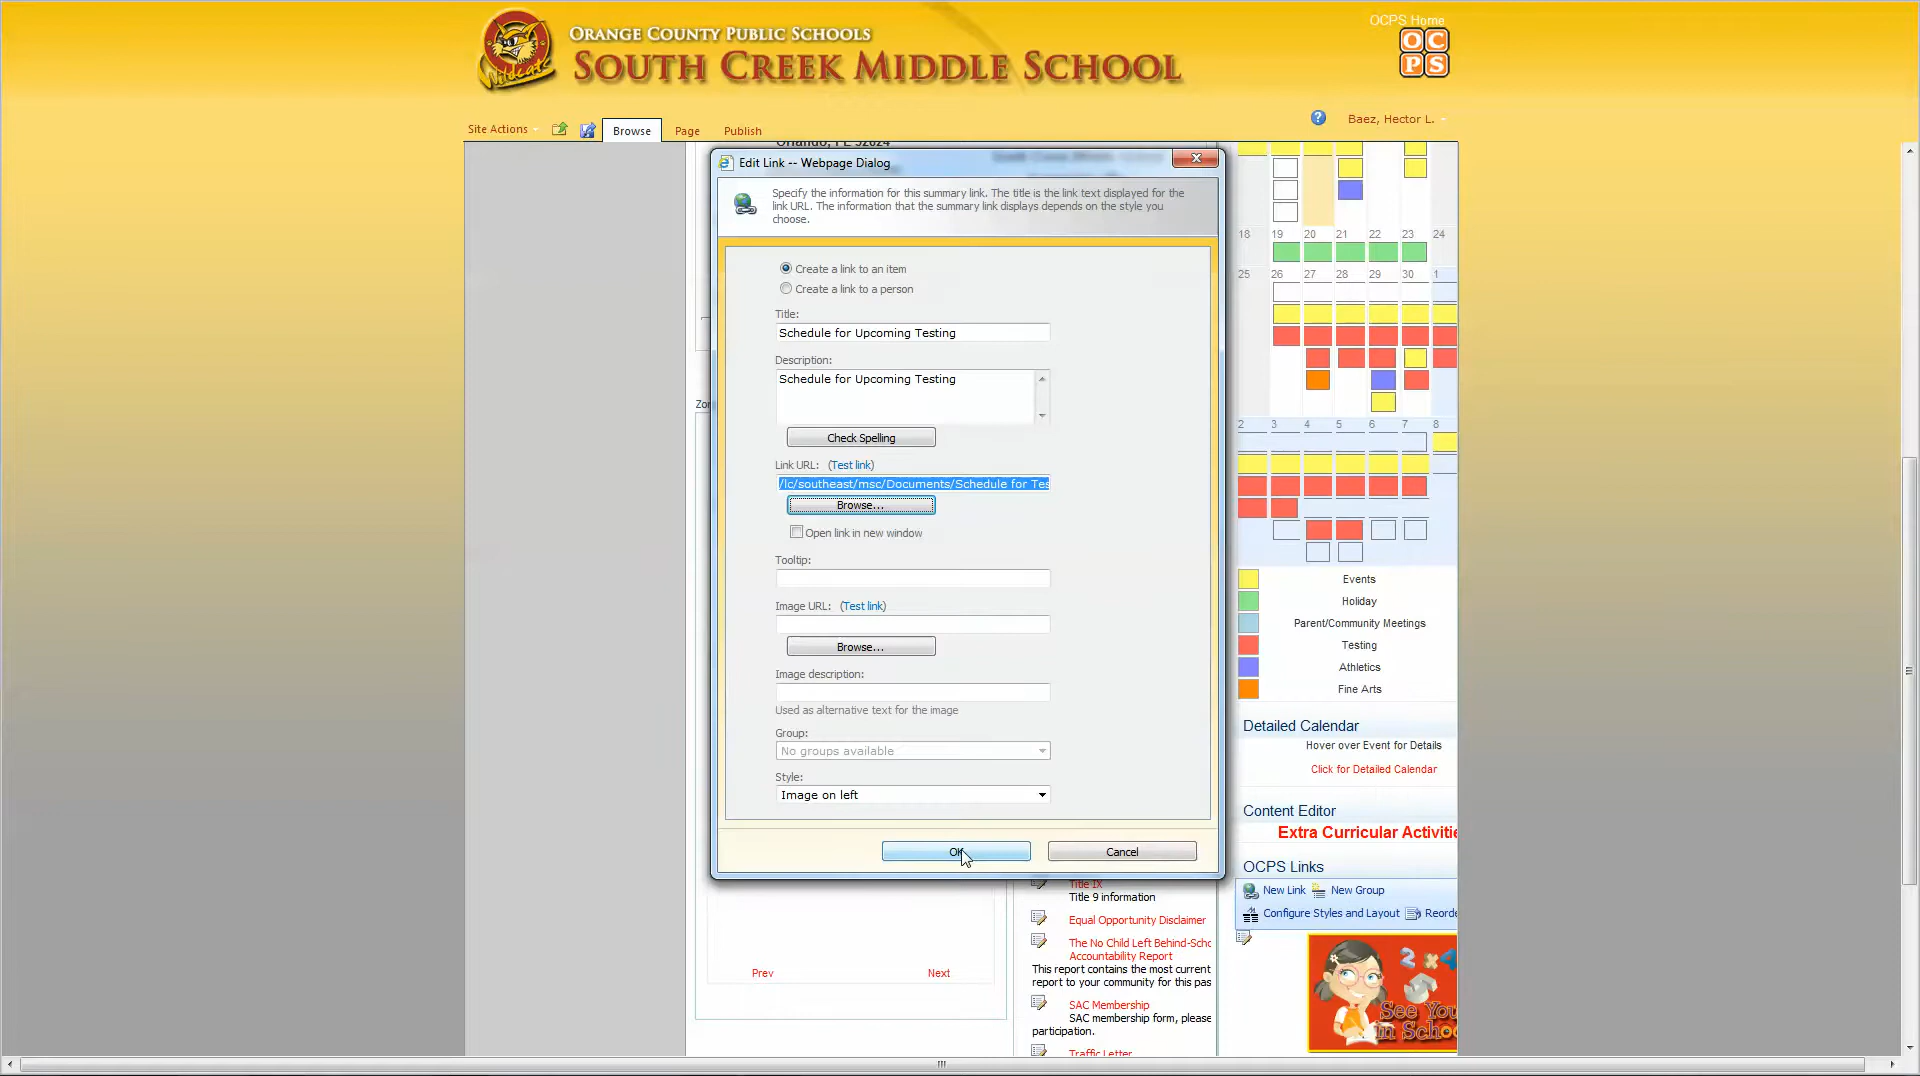 OCPS Home
ORANGE COUNTY PUBLIC SCHOOLS
SOUTH CREEK MIDDLE SCHOOL
Wildcats
O C
P S
Site Actions
Browse
Page
Publish
Baez, Hector L.
Edit Link -- Webpage Dialog
Specify the information for this summary link. The title is the link text displayed for the
link URL. The information that the summary link displays depends on the style you
choose.
Create a link to an item
Create a link to a person
Title:
Schedule for Upcoming Testing
Description:
Schedule for Upcoming Testing
Check Spelling
Link URL: (Test link)
/lc/southeast/msc/Documents/Schedule for Tes
Browse...
Open link in new window
Tooltip:
Image URL: (Test link)
Browse...
Image description:
Used as alternative text for the image
Group:
No groups available
Style:
Image on left
OK
Cancel
Zon
Prev
Next
Title IX
Title 9 information
Equal Opportunity Disclaimer
The No Child Left Behind-Scho
Accountability Report
This report contains the most current
report to your community for this pas
SAC Membership
SAC membership form, please
participation.
Traffic Letter
18 19 20 21 22 23 24
25 26 27 28 29 30 1
2 3 4 5 6 7 8
Events
Holiday
Parent/Community Meetings
Testing
Athletics
Fine Arts
Detailed Calendar
Hover over Event for Details
Click for Detailed Calendar
Content Editor
Extra Curricular Activitie
OCPS Links
New Link
New Group
Configure Styles and Layout
Reorde
See You
in Schoo